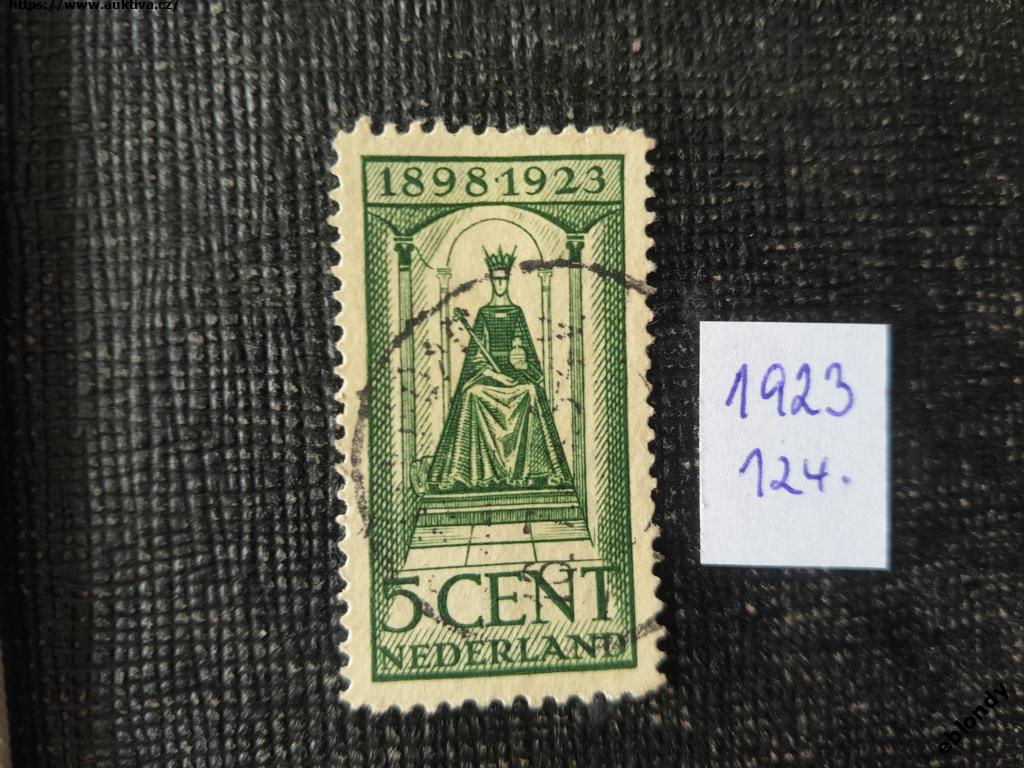 https://www.auktiva.cz/
1898·1923
5 CENT
NEDERLAND
1923
124.
eblondy